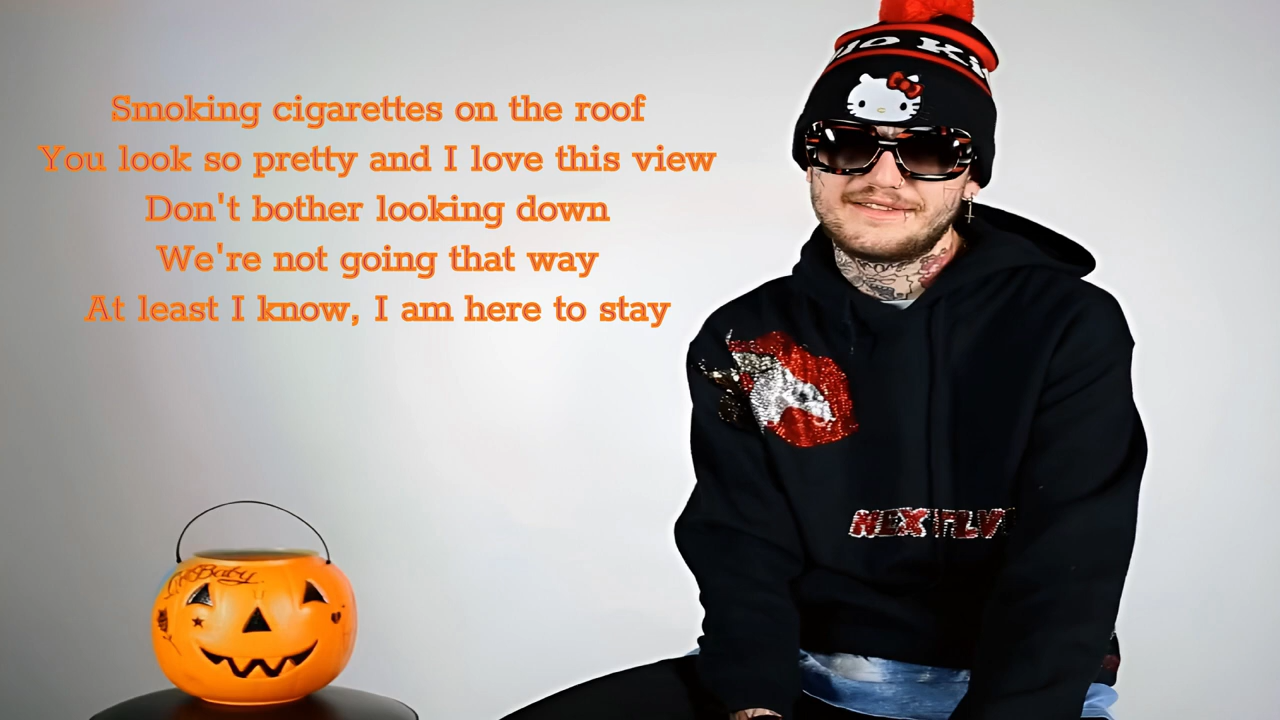 Smoking cigarettes on the roof
You look so pretty and I love this view
Don't bother looking down
We're not going that way
At least I know, I am here to stay